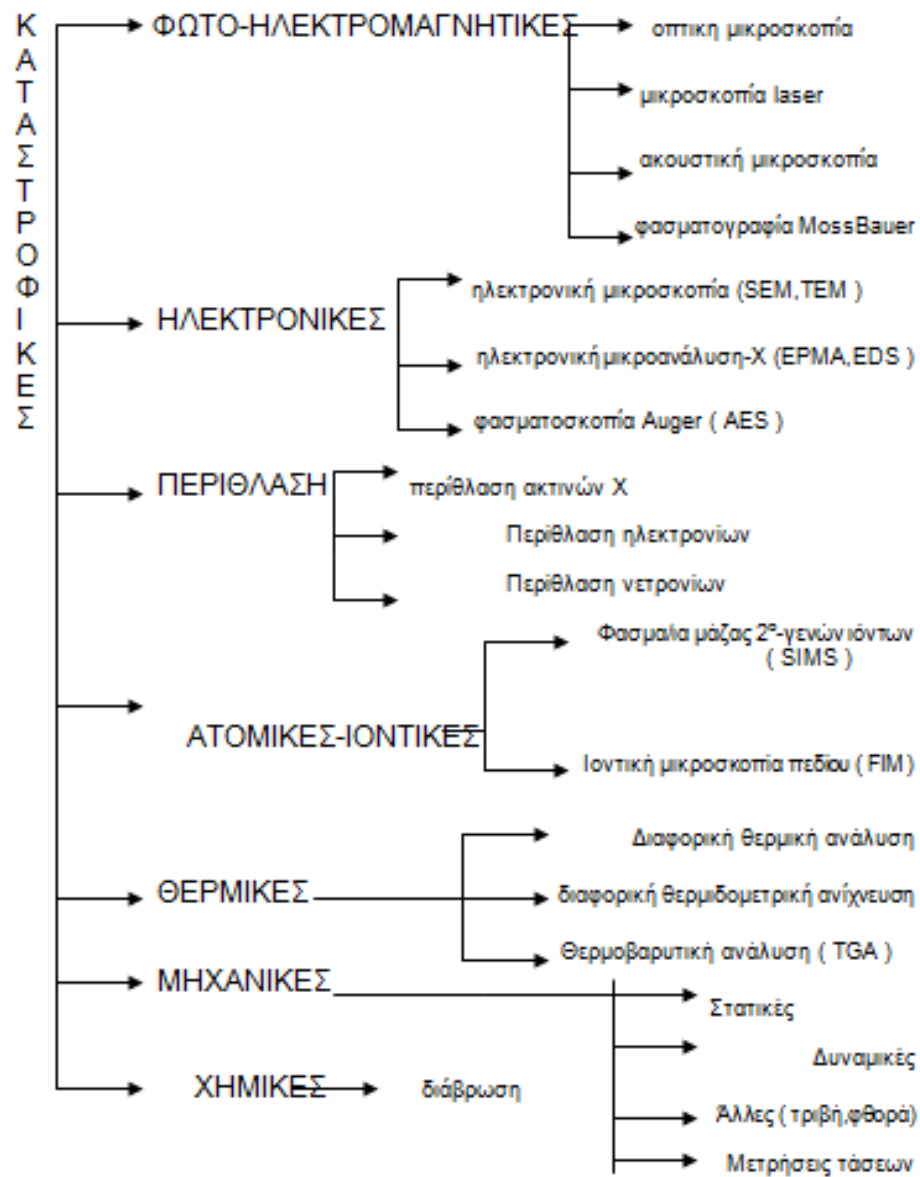 ΚΑΤΑΣΤΡΟΦΙΚΕΣ
ΦΩΤΟ-ΗΛΕΚΤΡΟΜΑΓΝΗΤΙΚΕΣ
οπτικη μικροσκοπία
μικροσκοπία laser
ακουστική μικροσκοπία
φασματογραφία MossBauer
ΗΛΕΚΤΡΟΝΙΚΕΣ
ηλεκτρονική μικροσκοπία (SEM,TEM )
ηλεκτρονική μικροανάλυση-Χ (EPMA,EDS )
φασματοσκοπία Auger ( AES )
ΠΕΡΙΘΛΑΣΗ
περίθλαση ακτινών Χ
Περίθλαση ηλεκτρονίων
Περίθλαση νετρονίων
ΑΤΟΜΙΚΕΣ-ΙΟΝΤΙΚΕΣ
Φασμα/ια μάζας 2ᵒ-γενών ιόντων
( SIMS )
Ιοντική μικροσκοπία πεδίου ( FIM )
ΘΕΡΜΙΚΕΣ
Διαφορική θερμική ανάλυση
διαφορική θερμιδομετρική ανίχνευση
Θερμοβαρυτική ανάλυση ( TGA )
ΜΗΧΑΝΙΚΕΣ
Στατικές
Δυναμικές
Άλλες ( τριβή,φθορά)
Μετρήσεις τάσεων
ΧΗΜΙΚΕΣ
διάβρωση